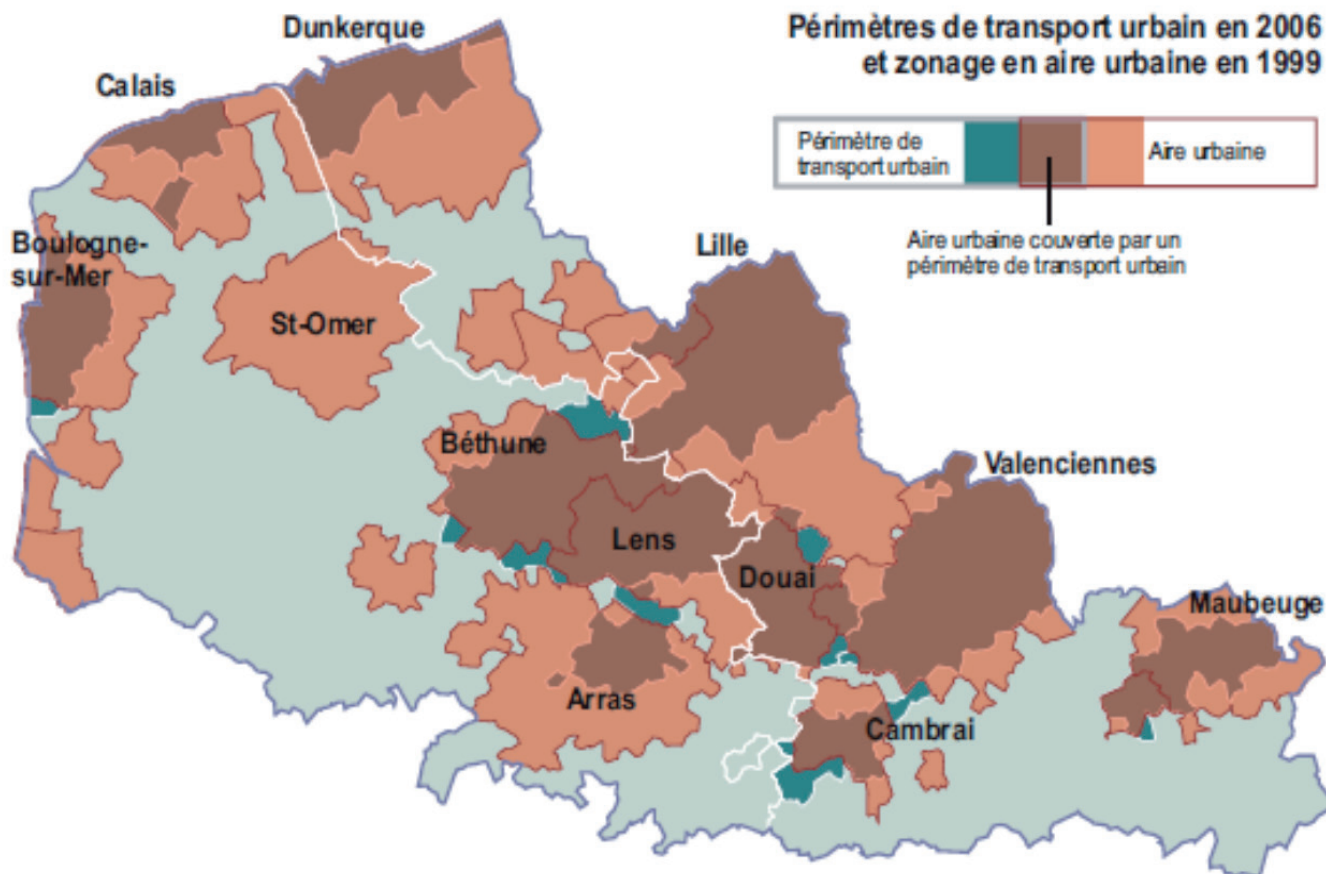 Périmètres de transport urbain en 2006
et zonage en aire urbaine en 1999
Périmètre de
transport urbain
Aire urbaine
Aire urbaine couverte par un
périmètre de transport urbain
Dunkerque
Calais
Boulogne-
sur-Mer
St-Omer
Lille
Béthune
Lens
Douai
Valenciennes
Maubeuge
Arras
Cambrai